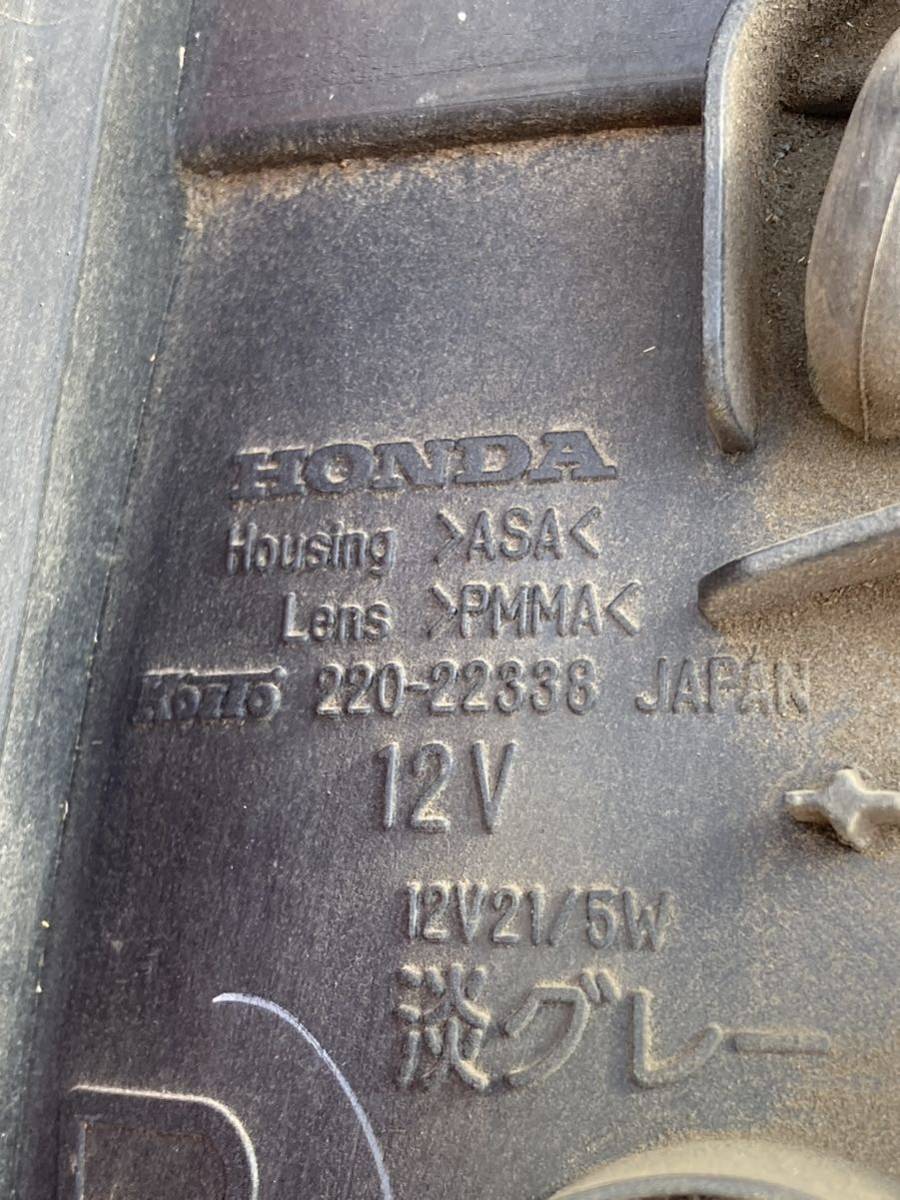 HONDA
Housing >ASA<
Lens >PMMA<
KOITO 220-22338 JAPAN
12V
12V21/5W
淡グレー